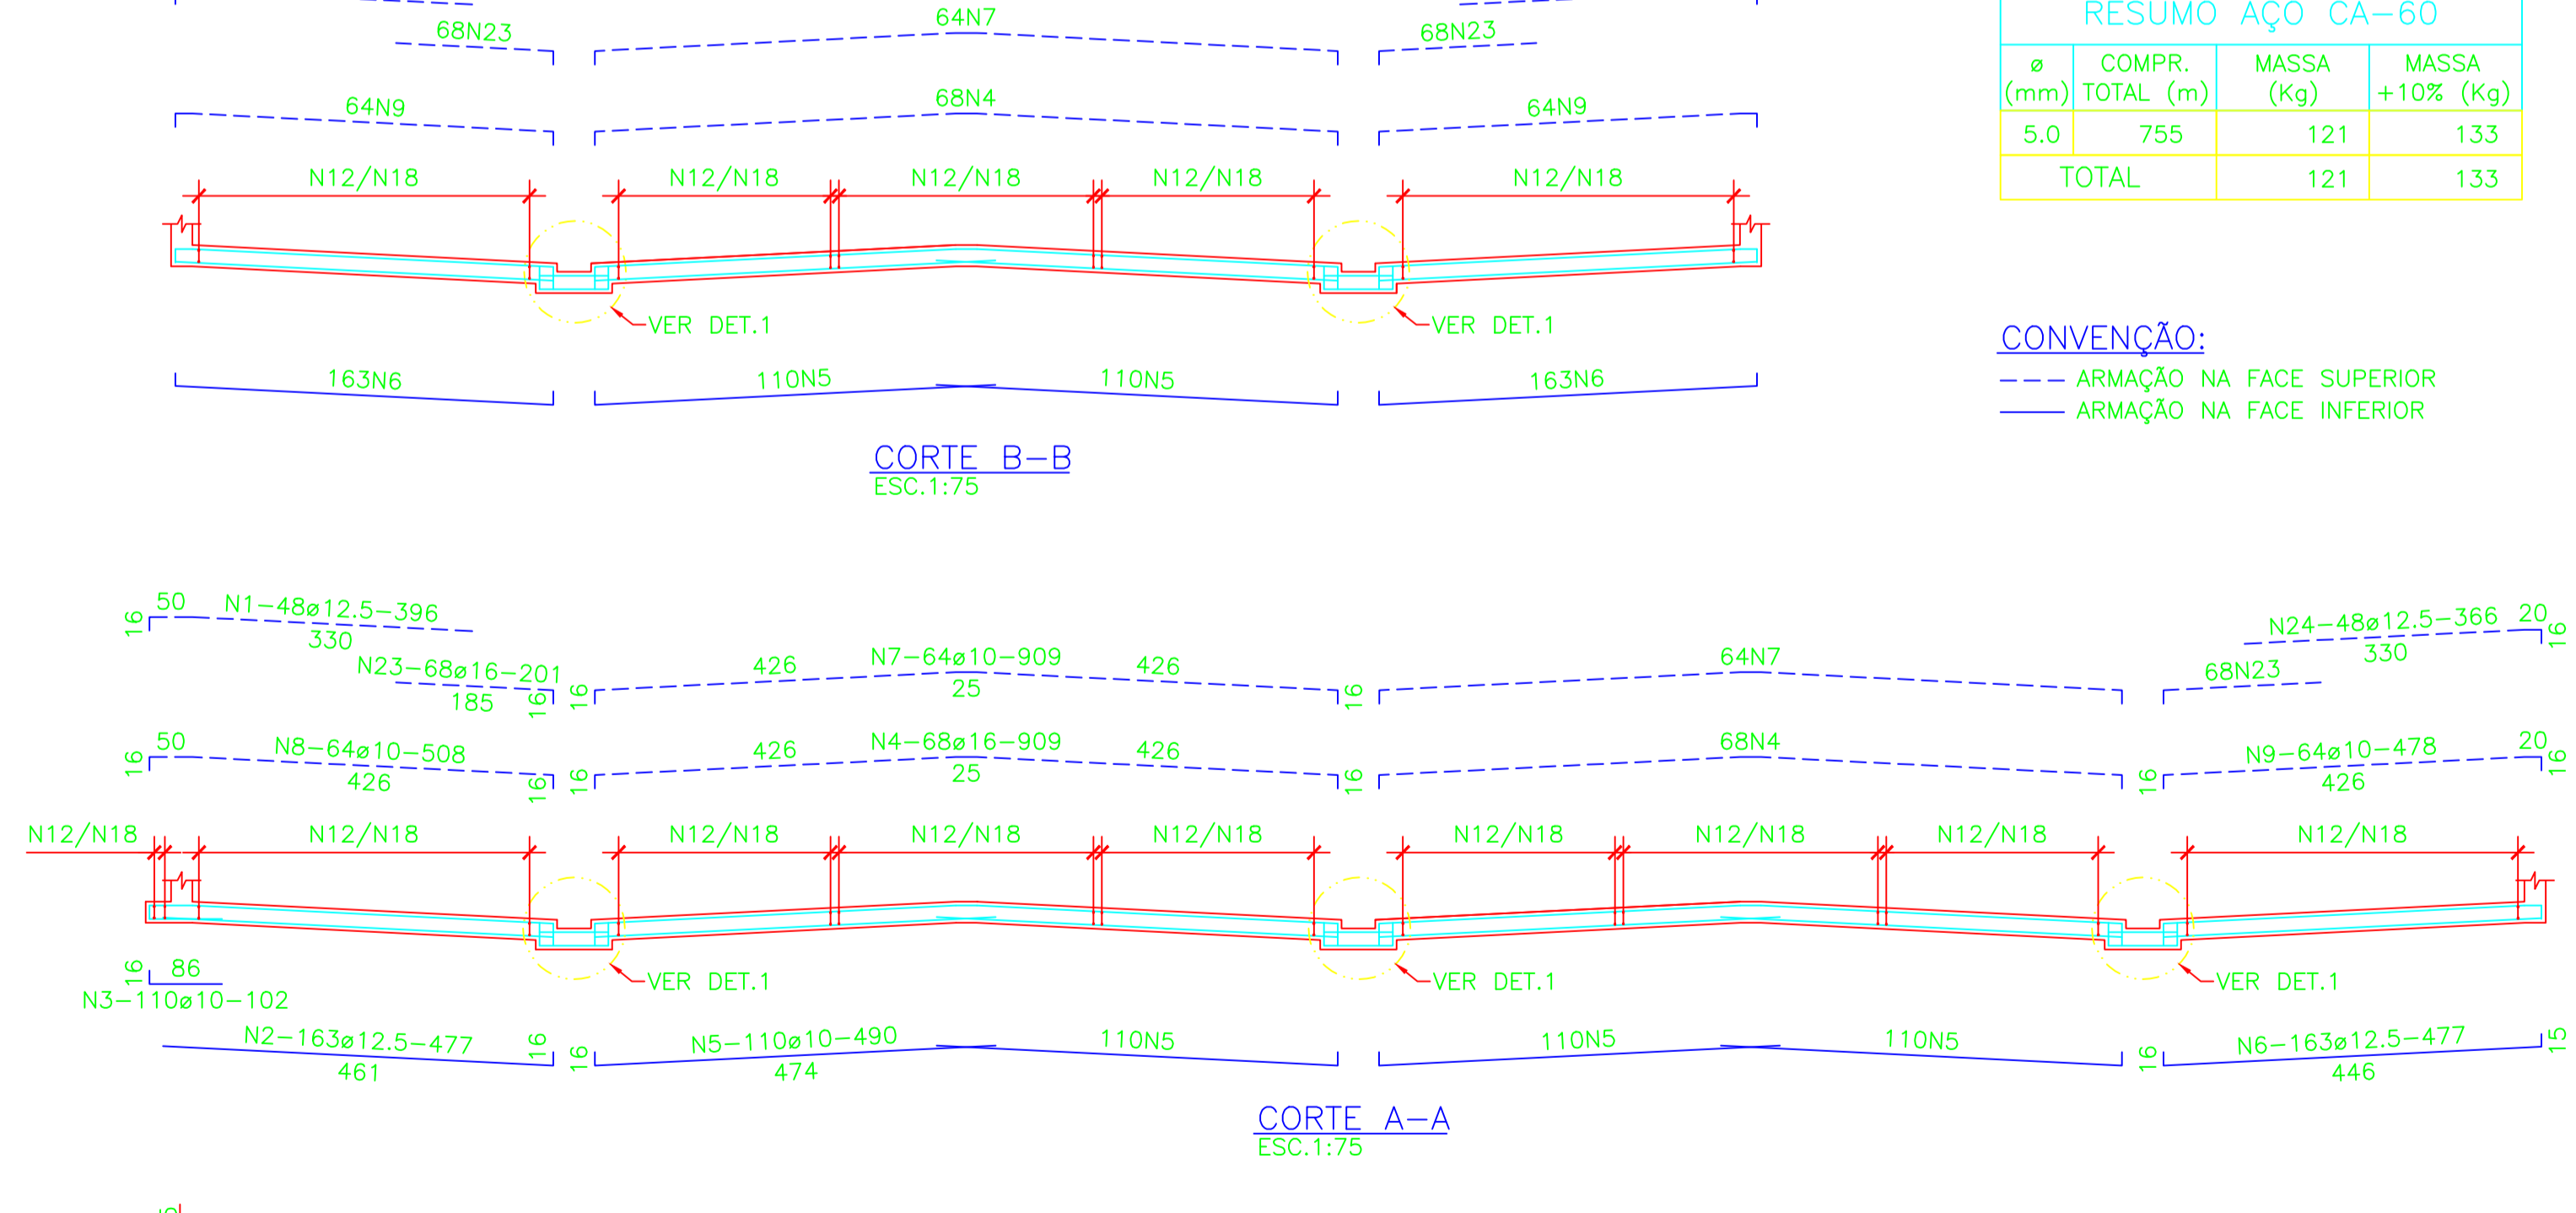 64N7
68N23
68N23
68N4
64N9
64N9
N12/N18 N12/N18 N12/N18 N12/N18 N12/N18
VER DET.1 VER DET.1
163N6 110N5 110N5 163N6
CORTE B-B
ESC.1:75
RESUMO AÇO CA-60
ø (mm) COMPR. TOTAL (m) MASSA (Kg) MASSA +10% (Kg)
5.0 755 121 133
TOTAL 121 133
CONVENÇÃO:
ARMAÇÃO NA FACE SUPERIOR
ARMAÇÃO NA FACE INFERIOR
16 50 N1-48ø12.5-396
330
N24-48ø12.5-366 20 16
330
N23-68ø16-201
185 16
16 426 N7-64ø10-909 426
25 16
64N7
68N23
16 50 N8-64ø10-508
426 16
16 426 N4-68ø16-909 426
25 16
68N4
16 N9-64ø10-478 20 16
426
N12/N18 N12/N18 N12/N18 N12/N18 N12/N18 N12/N18 N12/N18 N12/N18 N12/N18
VER DET.1 VER DET.1 VER DET.1
16 86
N3-110ø10-102
N2-163ø12.5-477 16
461
16 N5-110ø10-490
474
110N5 110N5 110N5
16 N6-163ø12.5-477 15
446
CORTE A-A
ESC.1:75